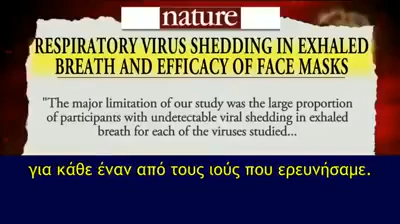 nature
RESPIRATORY VIRUS SHEDDING IN EXHALED
BREATH AND EFFICACY OF FACE MASKS
"The major limitation of our study was the large proportion
of participants with undetectable viral shedding in exhaled
breath for each of the viruses studied...
για κάθε έναν από τους ιούς που ερευνήσαμε.